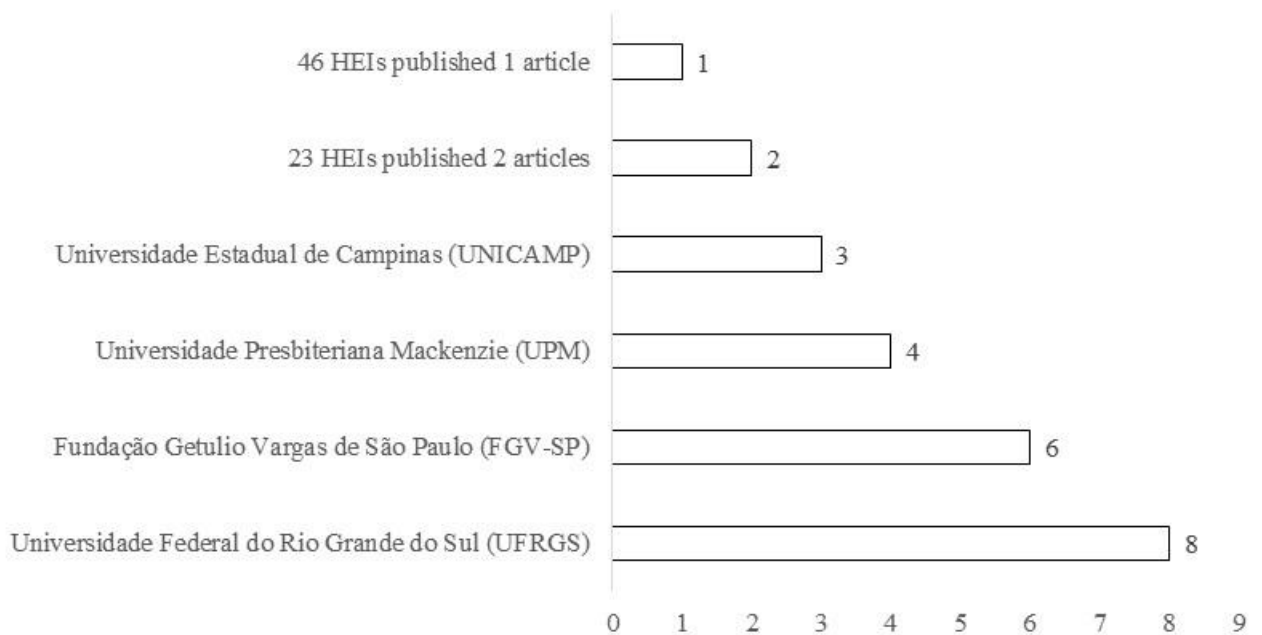 46 HEIs published 1 article 1
23 HEIs published 2 articles 2
Universidade Estadual de Campinas (UNICAMP) 3
Universidade Presbiteriana Mackenzie (UPM) 4
Fundação Getulio Vargas de São Paulo (FGV-SP) 6
Universidade Federal do Rio Grande do Sul (UFRGS) 8
0 1 2 3 4 5 6 7 8 9